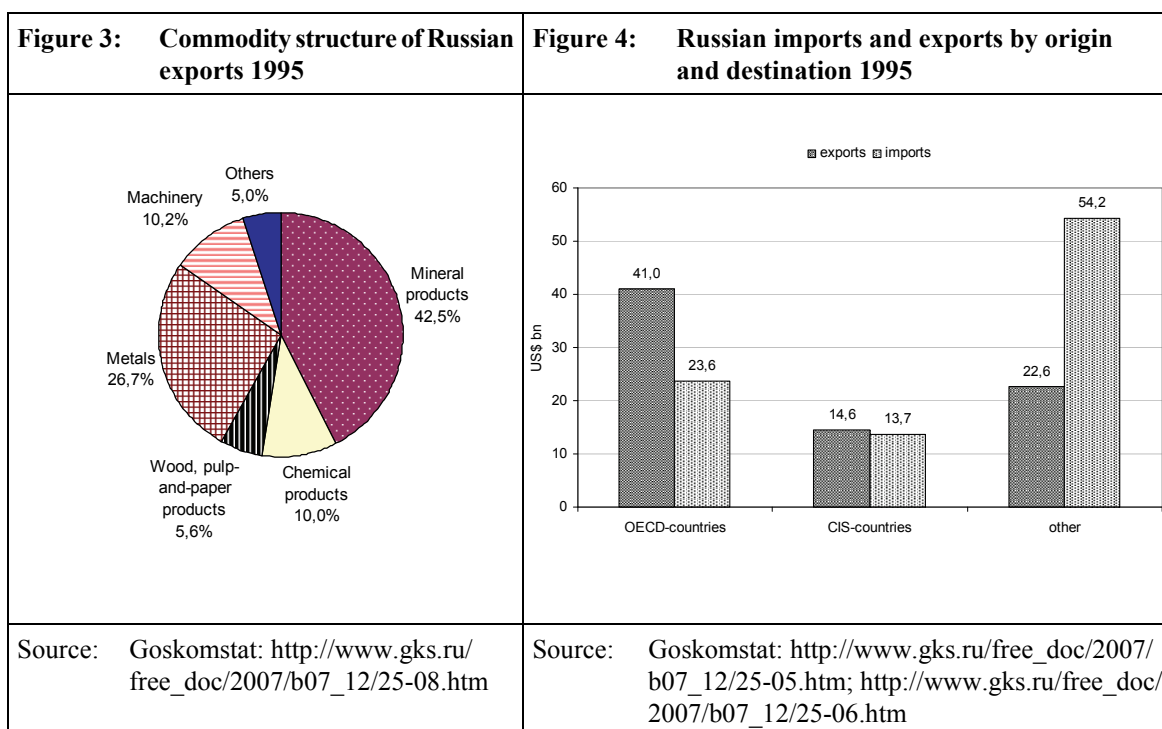 Figure 3: Commodity structure of Russian
exports 1995
Others
5,0%
Machinery
10,2%
Mineral
products
42,5%
Metals
26,7%
Wood, pulp-
and-paper
products
5,6%
Chemical
products
10,0%
Source: Goskomstat: http://www.gks.ru/
free_doc/2007/b07_12/25-08.htm
Figure 4: Russian imports and exports by origin
and destination 1995
exports imports
US$ bn
60
50
40
30
20
10
0
41,0
23,6
14,6
13,7
22,6
54,2
OECD-countries CIS-countries other
Source: Goskomstat: http://www.gks.ru/free_doc/2007/
b07_12/25-05.htm; http://www.gks.ru/free_doc/
2007/b07_12/25-06.htm